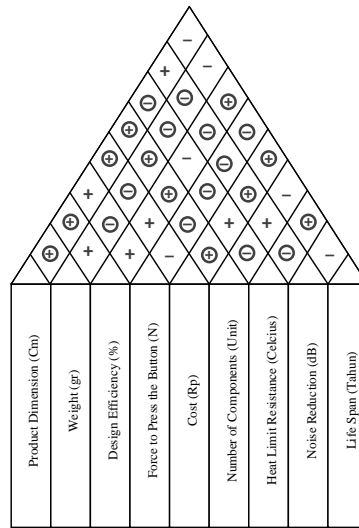 −
+ −
⊖ ⊖ ⊕
⊕ ⊖ ⊖ ⊖
⊕ ⊕ − ⊖ ⊕
+ ⊖ ⊕ ⊖ ⊕ −
⊕ ⊖ + ⊖ + + ⊕
⊕ + + − ⊕ ⊖ ⊖ −
Product Dimension (Cm)
Weight (gr)
Design Efficiency (%)
Force to Press the Button (N)
Cost (Rp)
Number of Components (Unit)
Heat Limit Resistance (Celcius)
Noise Reduction (dB)
Life Span (Tahun)